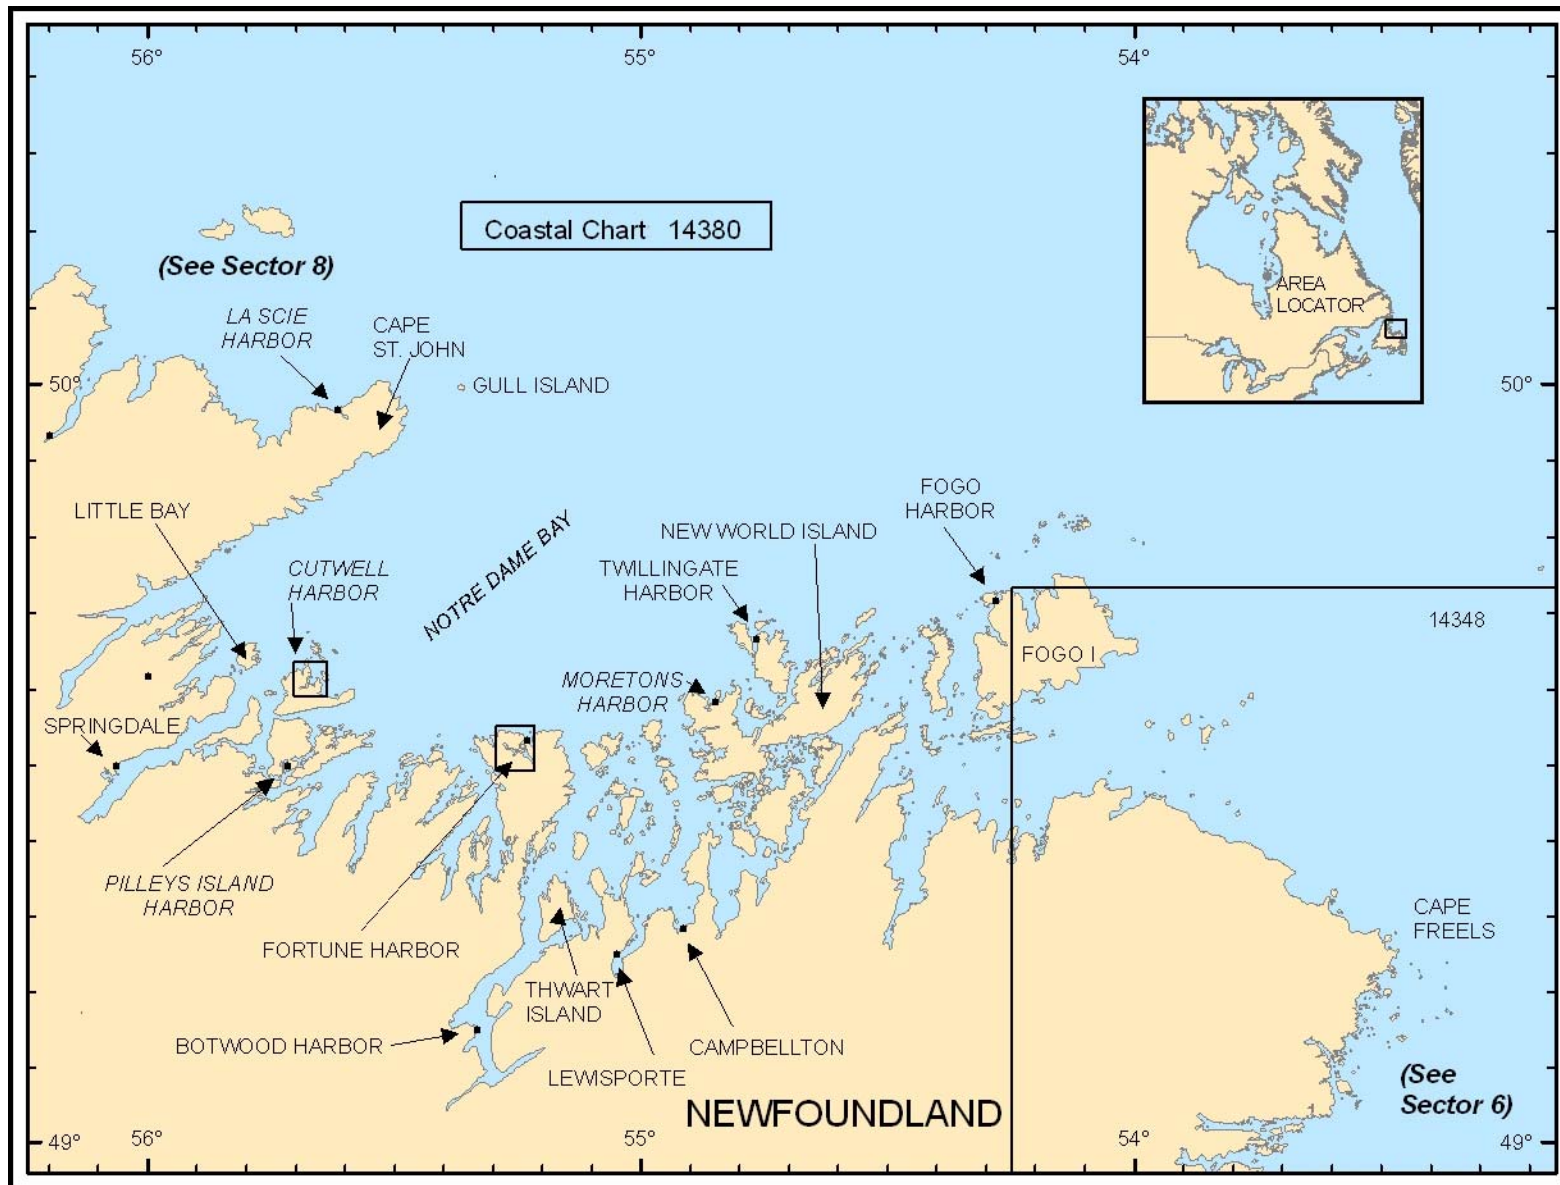 56°
55°
54°
Coastal Chart 14380
(See Sector 8)
AREA
LOCATOR
LA SCIE
HARBOR
CAPE
ST. JOHN
50°
GULL ISLAND
50°
FOGO
HARBOR
LITTLE BAY
NEW WORLD ISLAND
NOTRE DAME BAY
CUTWELL
HARBOR
TWILLINGATE
HARBOR
14348
FOGO I
MORETONS
HARBOR
SPRINGDALE
PILLEYS ISLAND
HARBOR
CAPE
FREELS
FORTUNE HARBOR
THWART
ISLAND
BOTWOOD HARBOR
CAMPBELLTON
LEWISPORTE
(See
Sector 6)
NEWFOUNDLAND
49°
56°
55°
54°
49°